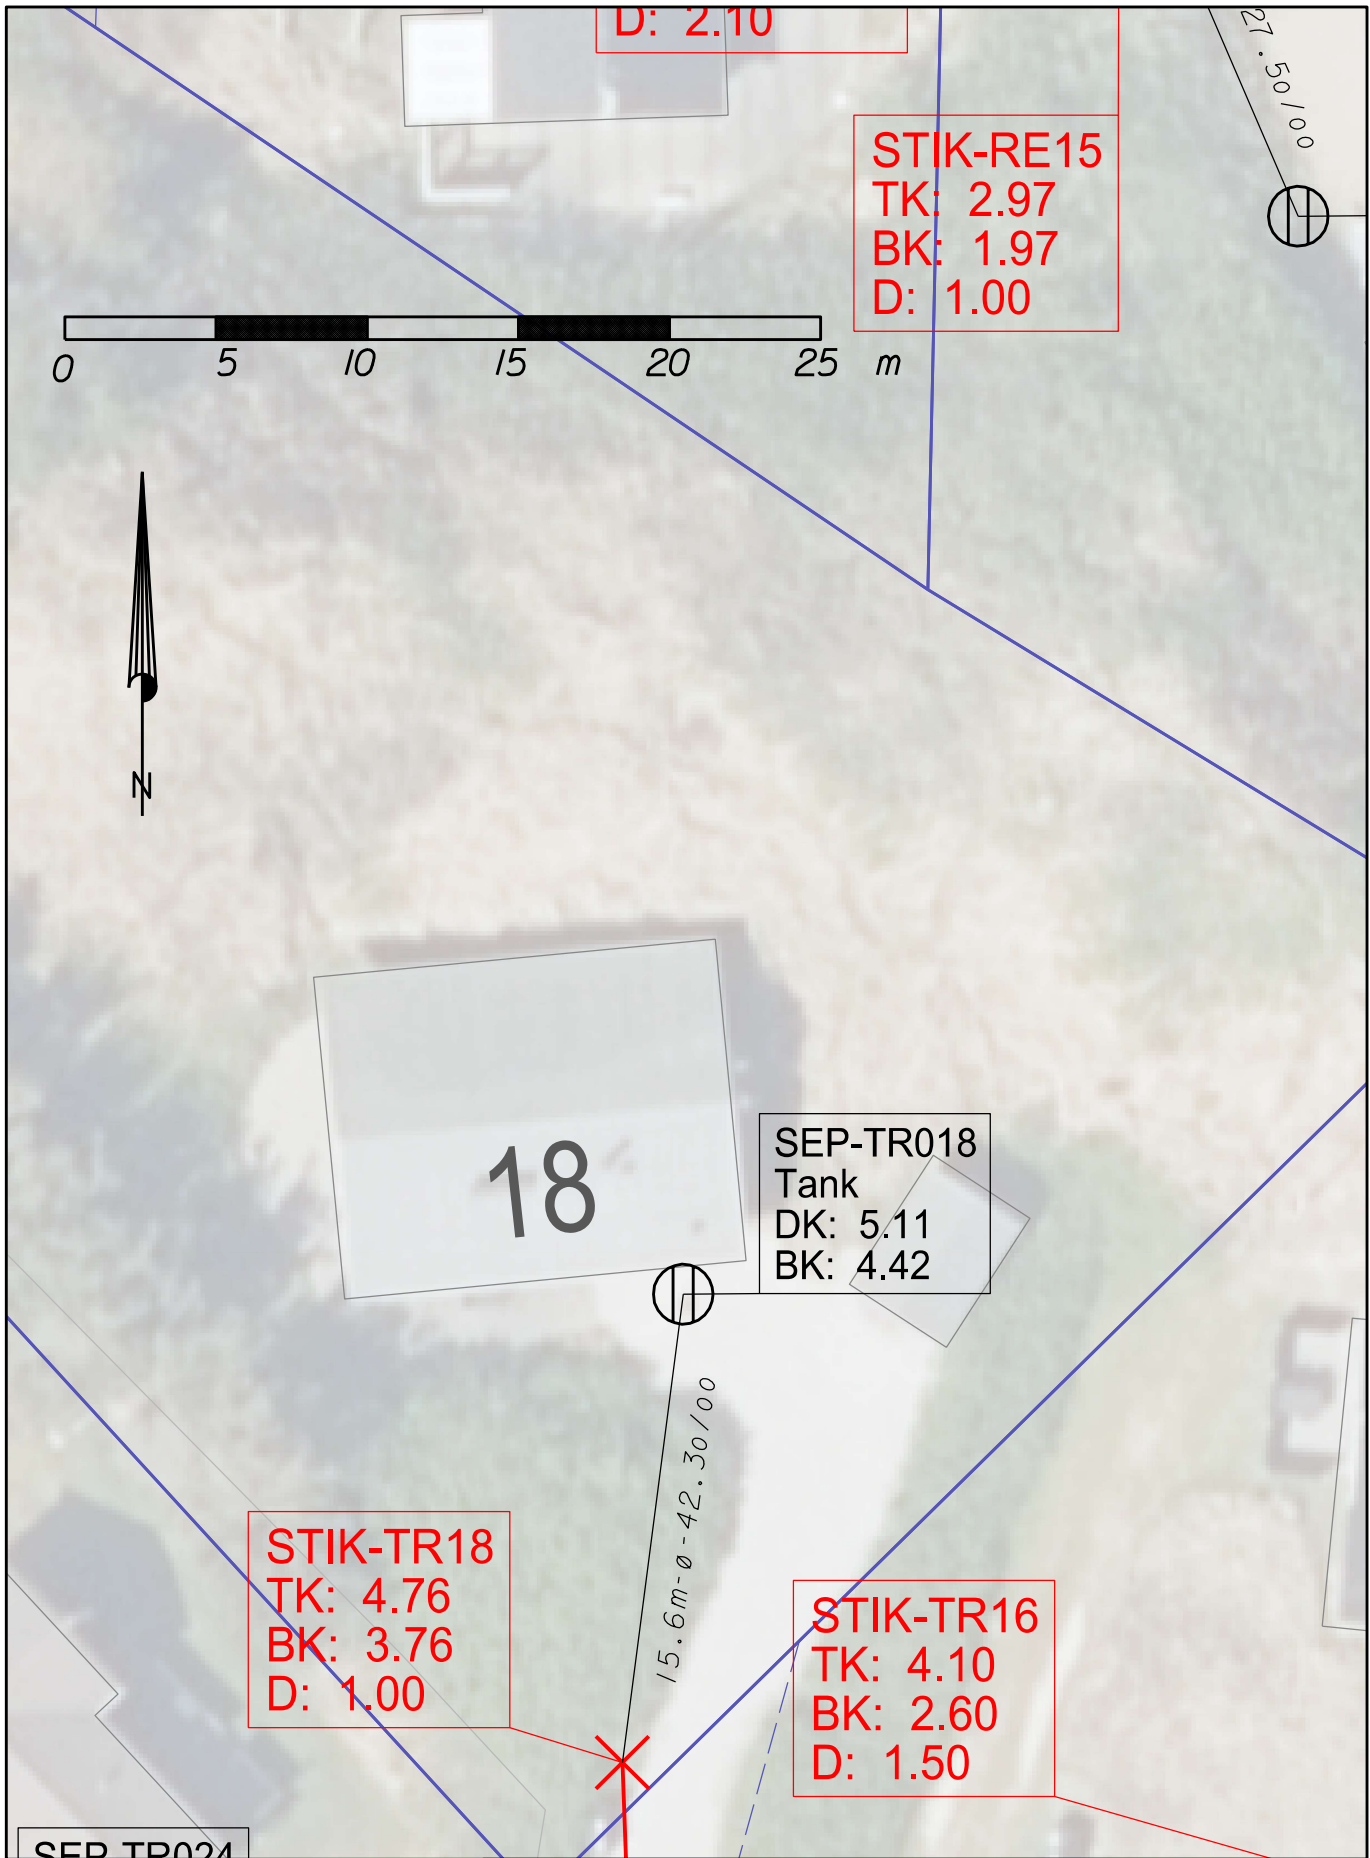 D: 2.10
27.50/00
STIK-RE15
TK: 2.97
BK: 1.97
D: 1.00
0 5 10 15 20 25 m
N
18
SEP-TR018
Tank
DK: 5.11
BK: 4.42
15.6m-ø-42.30/00
STIK-TR18
TK: 4.76
BK: 3.76
D: 1.00
STIK-TR16
TK: 4.10
BK: 2.60
D: 1.50
SEP-TR024